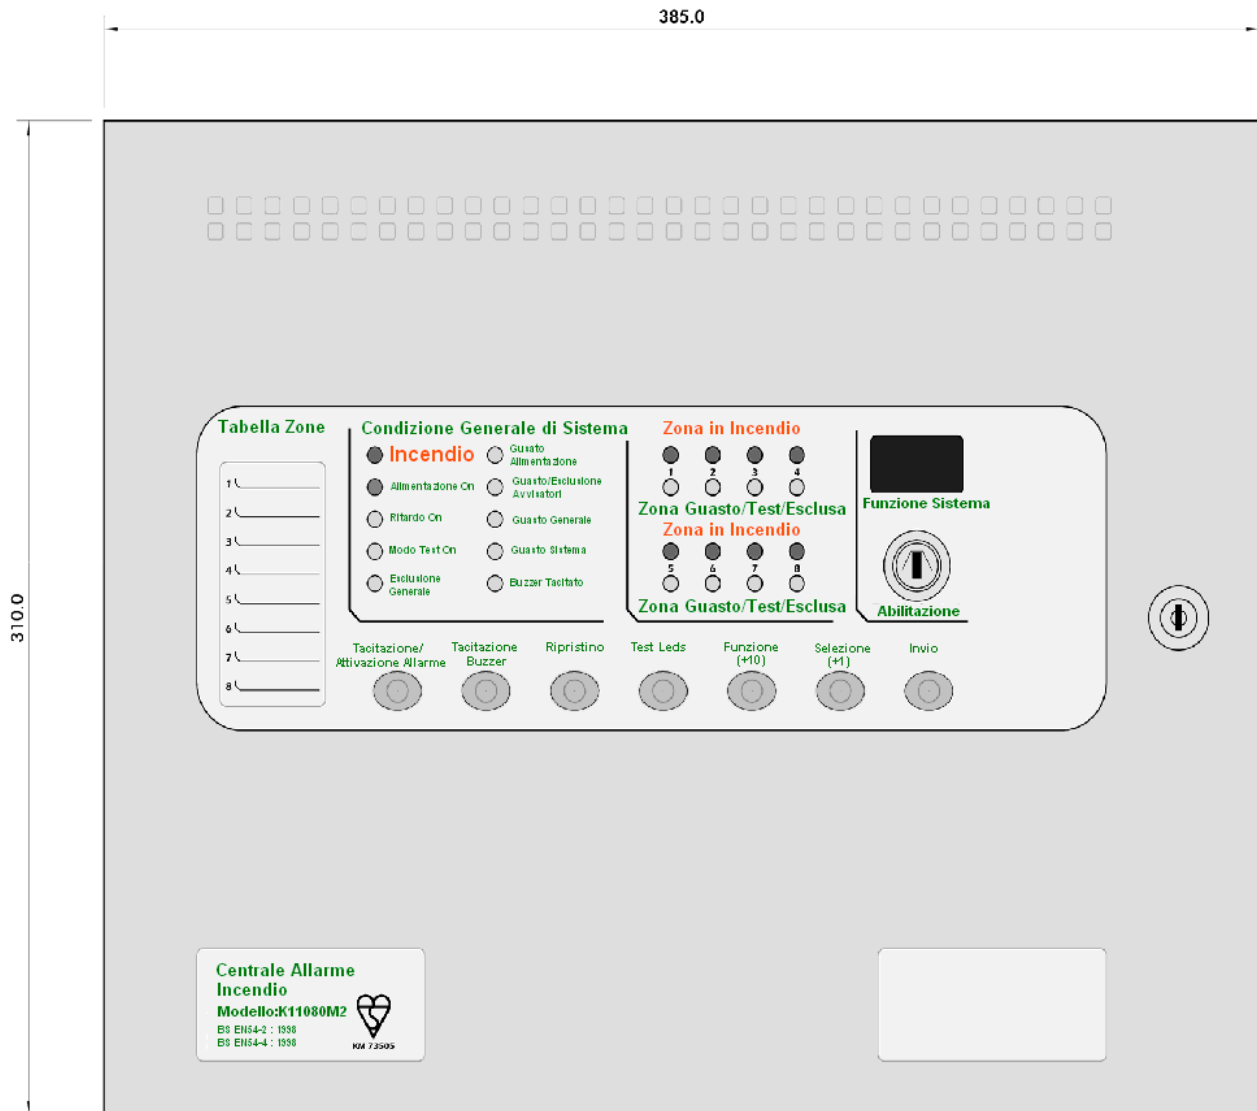 385.0
310.0
Tabella Zone
1
2
3
4
5
6
7
8
Condizione Generale di Sistema
Incendio
Alimentazione On
Ritardo On
Modo Test On
Esclusione
Generale
Gusato
Alimentazione
Guasto/Esclusione
Avvisatori
Guasto Generale
Guasto Sistema
Buzzer Tacitato
Zona in Incendio
1 2 3 4
Zona Guasto/Test/Esclusa
Zona in Incendio
5 6 7 8
Zona Guasto/Test/Esclusa
Funzione Sistema
Abilitazione
Tacitazione/
Attivazione Allarme
Tacitazione
Buzzer
Ripristino
Test Leds
Funzione
(+10)
Selezione
(+1)
Invio
Centrale Allarme
Incendio
Modello:K11080M2
BS EN54-2 : 1998
BS EN54-4 : 1998
KM 73505